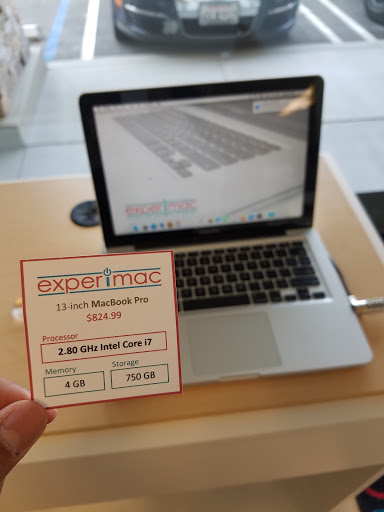 experimac
experimac
13-inch MacBook Pro
$824.99
Processor
2.80 GHz Intel Core i7
Memory
Storage
4 GB
750 GB